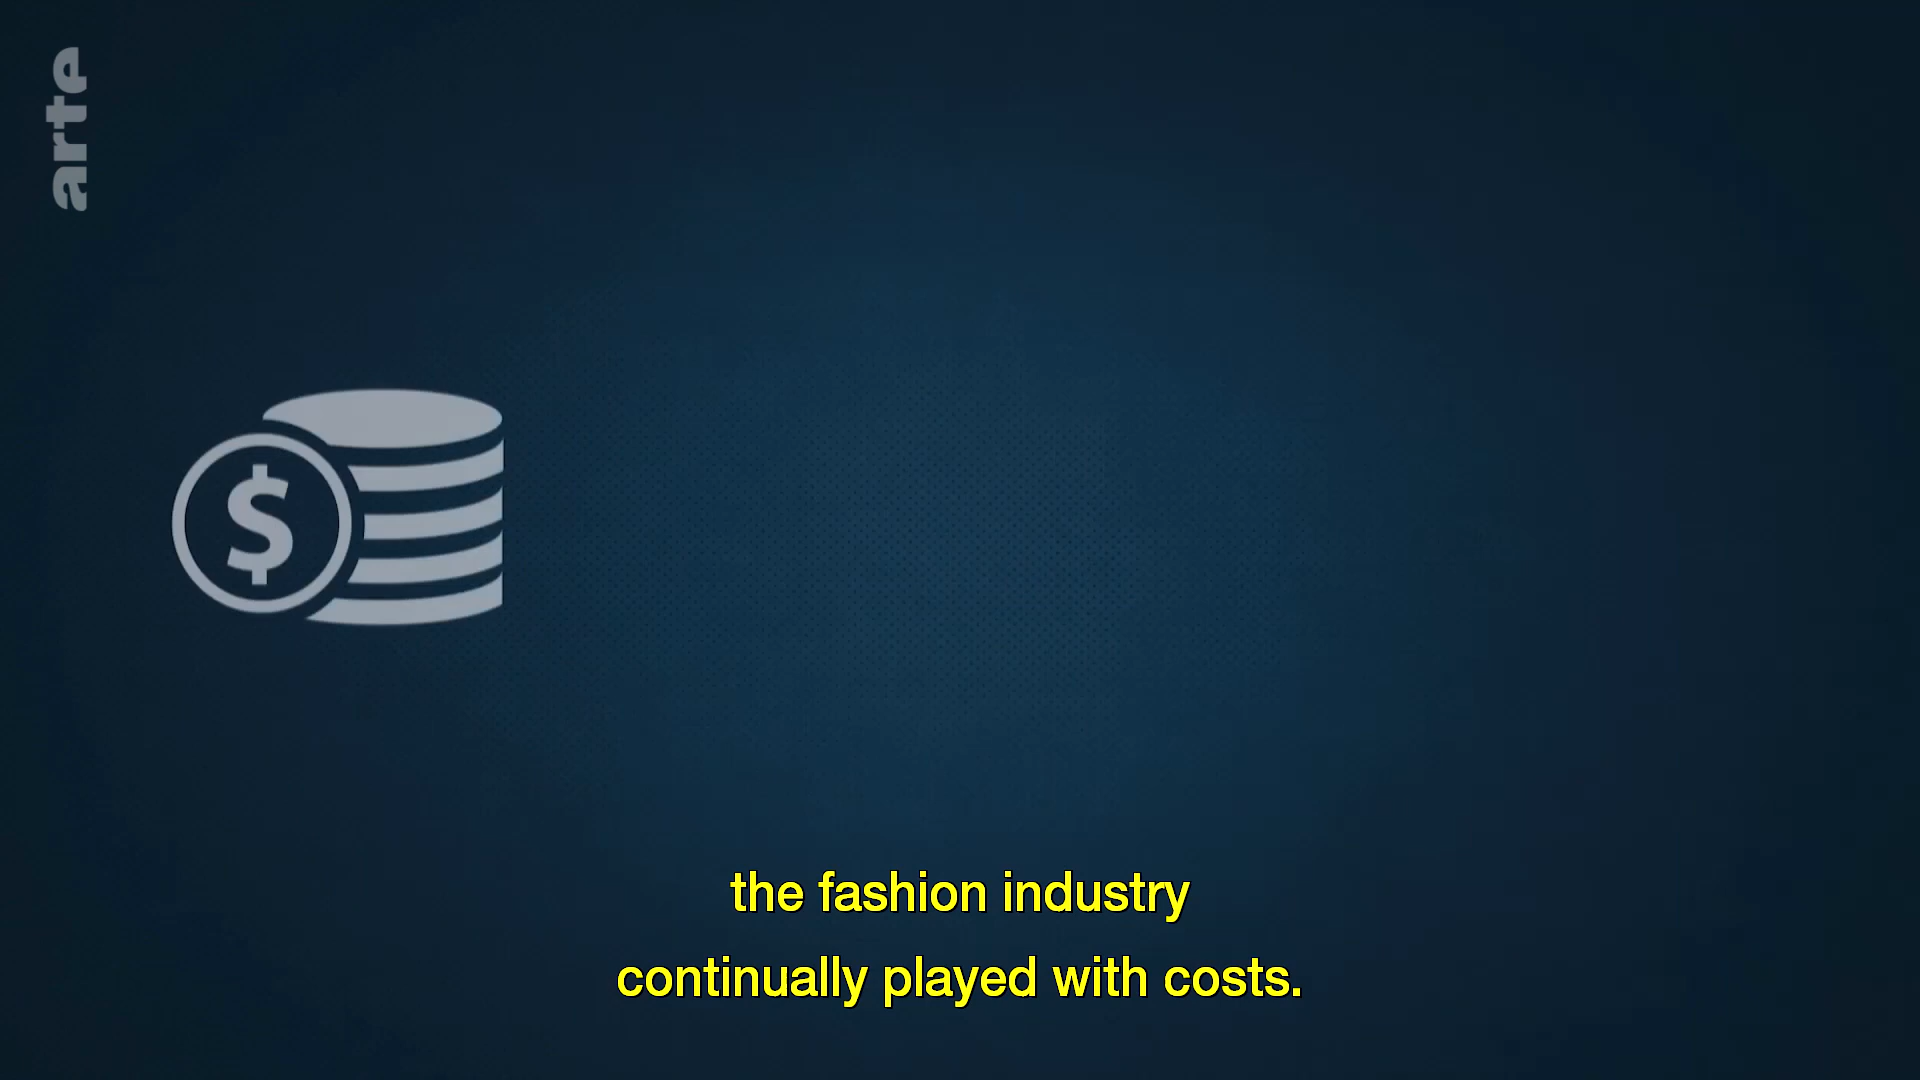 arte
$
the fashion industry
continually played with costs.